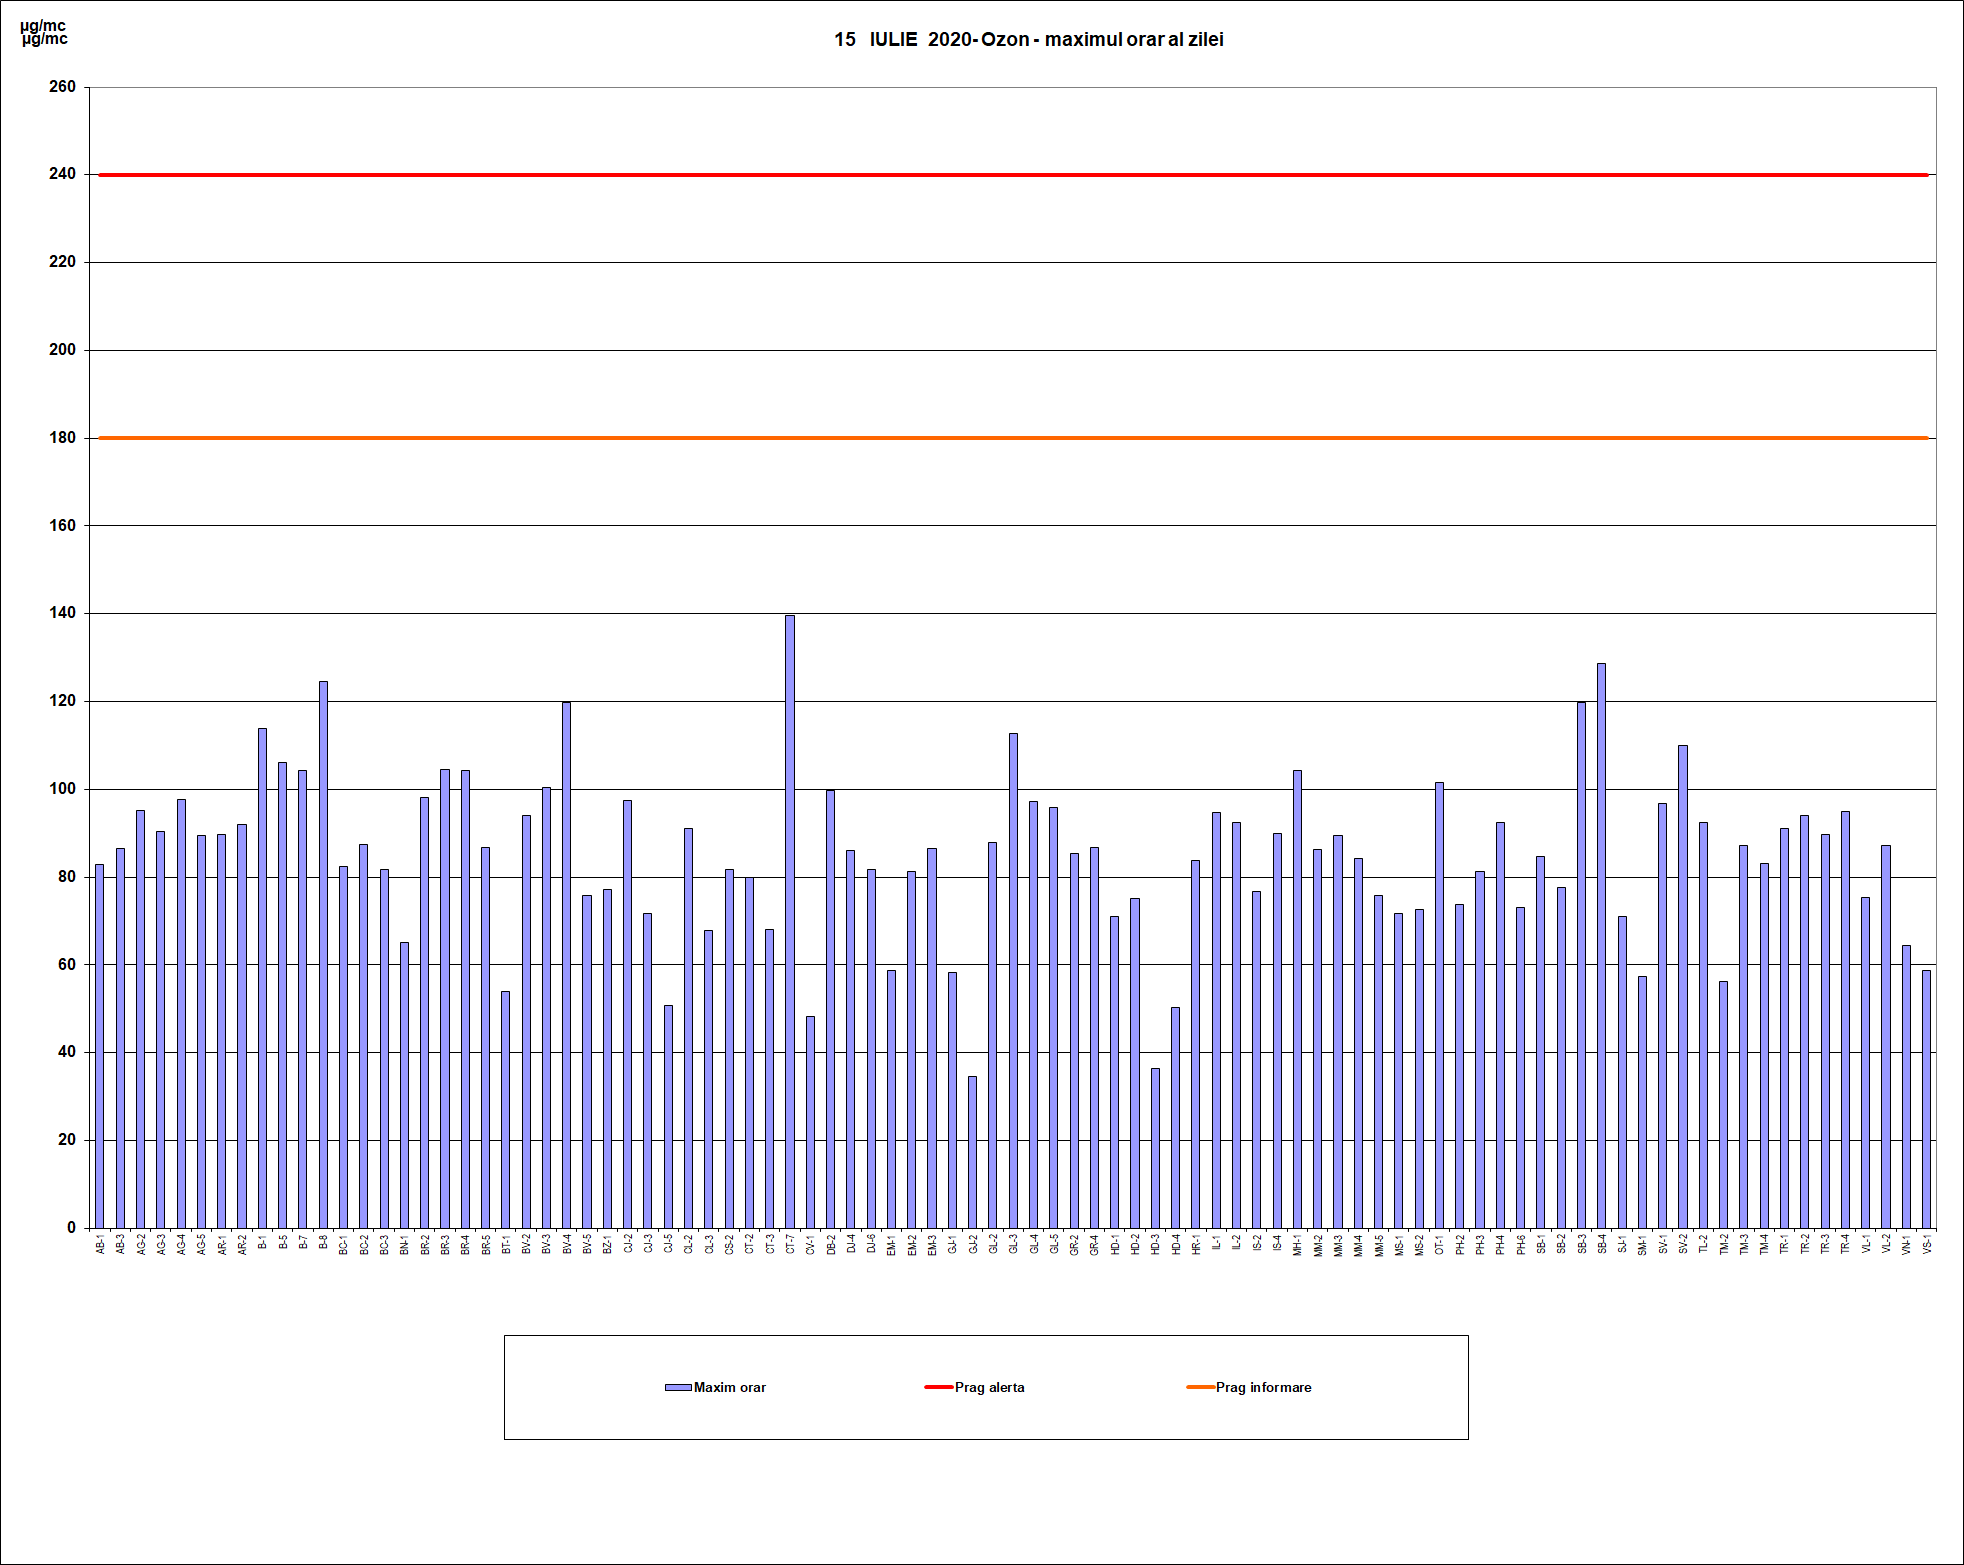 µg/mc
µg/mc
15 IULIE 2020- Ozon - maximul orar al zilei
260
240
220
200
180
160
140
120
100
80
60
40
20
0
AB-1 AB-3 AG-2 AG-3 AG-4 AG-5 AR-1 AR-2 B-1 B-5 B-7 B-8 BC-1 BC-2 BC-3 BN-1 BR-2 BR-3 BR-4 BR-5 BT-1 BV-2 BV-3 BV-4 BV-5 BZ-1 CJ-2 CJ-3 CJ-5 CL-2 CL-3 CS-2 CT-2 CT-3 CT-7 CV-1 DB-2 DJ-4 DJ-6 EM-1 EM-2 EM-3 GJ-1 GJ-2 GL-2 GL-3 GL-4 GL-5 GR-2 GR-4 HD-1 HD-2 HD-3 HD-4 HR-1 IL-1 IL-2 IS-2 IS-4 MH-1 MM-2 MM-3 MM-4 MM-5 MS-1 MS-2 OT-1 PH-2 PH-3 PH-4 PH-6 SB-1 SB-2 SB-3 SB-4 SJ-1 SM-1 SV-1 SV-2 TL-2 TM-2 TM-3 TM-4 TR-1 TR-2 TR-3 TR-4 VL-1 VL-2 VN-1 VS-1
Maxim orar Prag alerta Prag informare